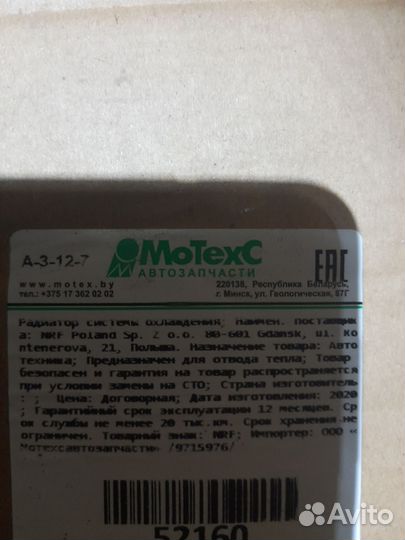 А-3-12-7
МоТехС
АВТОЗАПЧАСТИ
EAC
www.motex.by
тел.: +375 17 362 02 02
220138, Республика Беларусь,
г. Минск, ул. Геологическая, 87Г
Радиатор системы охлаждения; Наимен. поставщик
а: NRF Poland Sp. Z o.o. 80-601 Gdansk, ul. Ko
ntenerova, 21, Польша. Назначение товара: Авто
техника; Предназначен для отвода тепла; Товар
безопасен и гарантия на товар распространяется
при условии замены на СТО; Страна изготовитель
: ; Цена: Договорная; Дата изготовления: 2020
; Гарантийный срок эксплуатации 12 месяцев. Ср
ок службы не менее 20 тыс.км. Срок хранения не
ограничен. Товарный знак: NRF; Импортер: ООО «
Мотехсавтозапчасти» /9715976/
52160
Avito